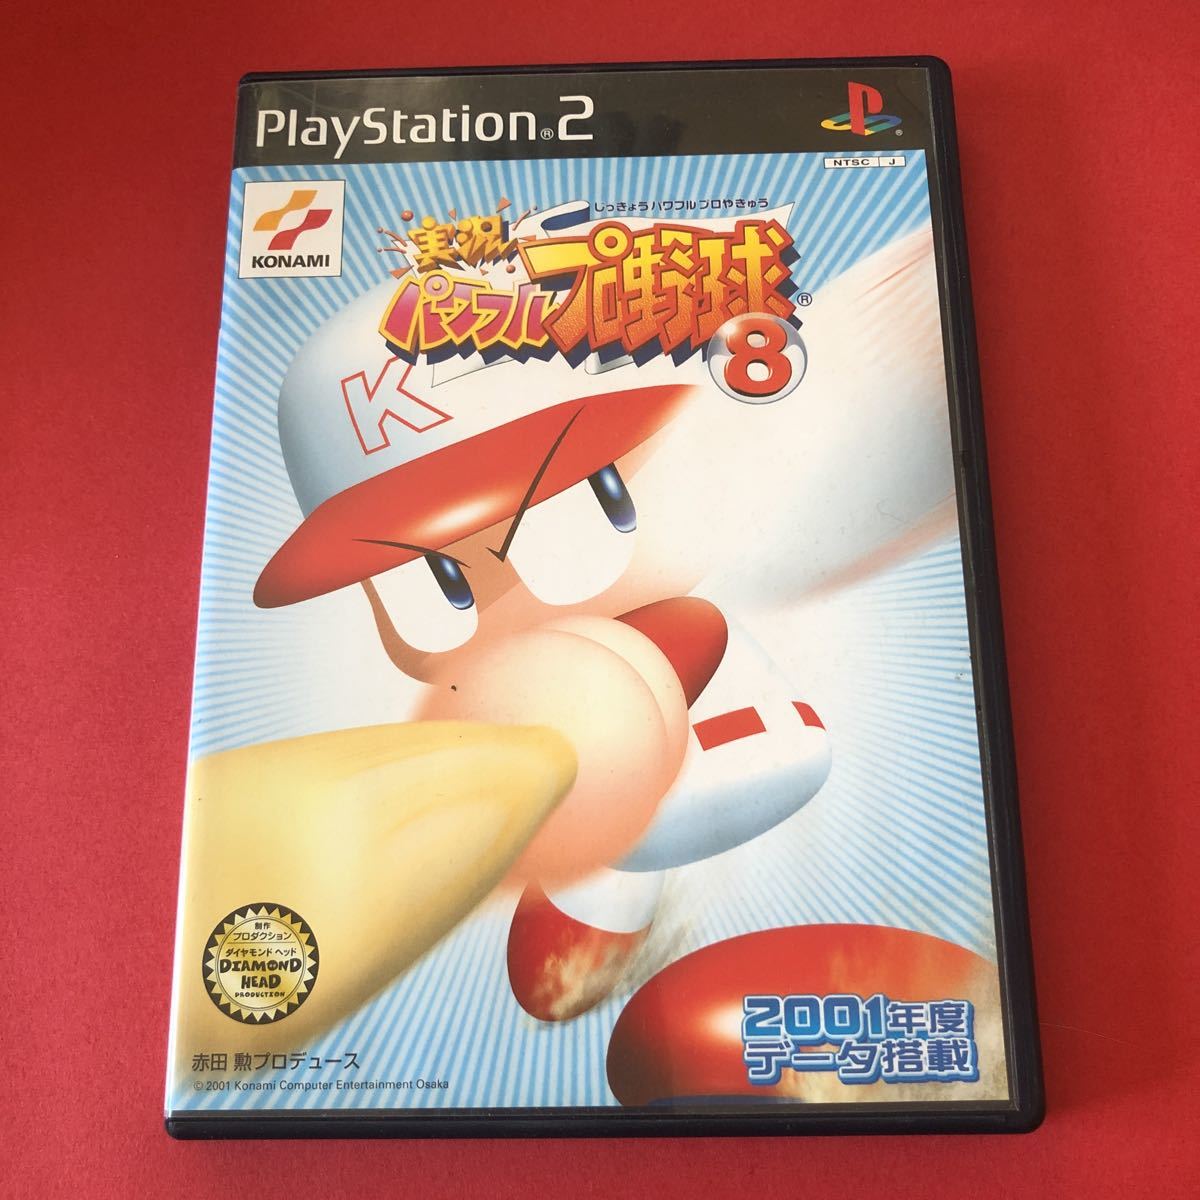 PlayStation®2
NTSC J
KONAMI
じっきょうパワフルプロやきゅう
実況
パワフル
プロ野球®
8
K
制作
プロダクション
ダイヤモンドヘッド
DIAMOND
HEAD
PRODUCTION
2001年度
データ搭載
赤田 勲プロデュース
© 2001 Konami Computer Entertainment Osaka